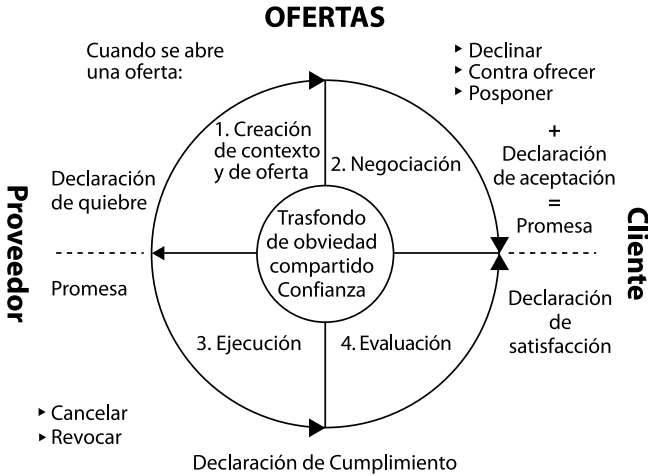 OFERTAS
Cuando se abre
una oferta:
‣ Declinar
‣ Contra ofrecer
‣ Posponer
1. Creación
de contexto
y de oferta
2. Negociación
+
Declaración
de aceptación
=
Promesa
Declaración
de quiebre
Proveedor
Cliente
Trasfondo
de obviedad
compartido
Confianza
Promesa
Declaración
de
satisfacción
3. Ejecución
4. Evaluación
‣ Cancelar
‣ Revocar
Declaración de Cumplimiento